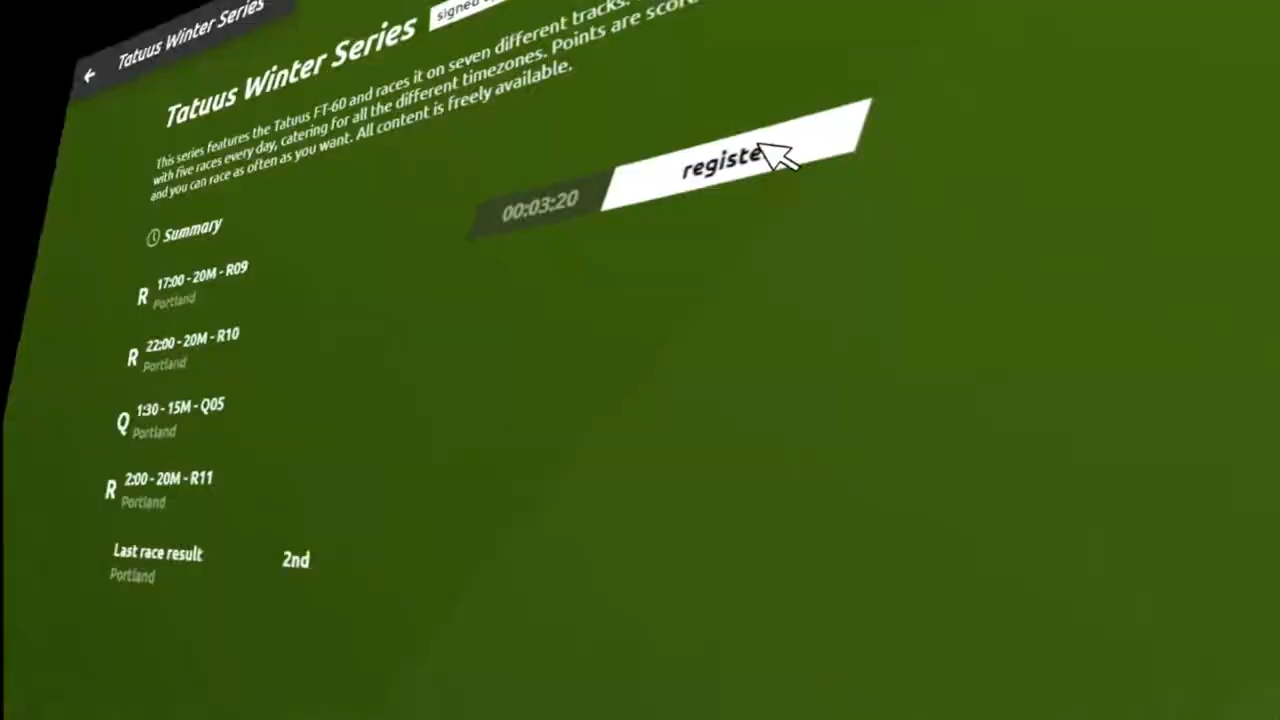 Tatuus Winter Series
Tatuus Winter Series signed
This series features the Tatuus FT-60 and races it on seven different tracks.
with five races every day, catering for all the different timezones. Points are
and you can race as often as you want. All content is freely available.
00:03:20 registe
Summary
R 17:00 - 20M - R09
Portland
R 22:00 - 20M - R10
Portland
Q 1:30 - 15M - Q05
Portland
R 2:00 - 20M - R11
Portland
Last race result 2nd
Portland